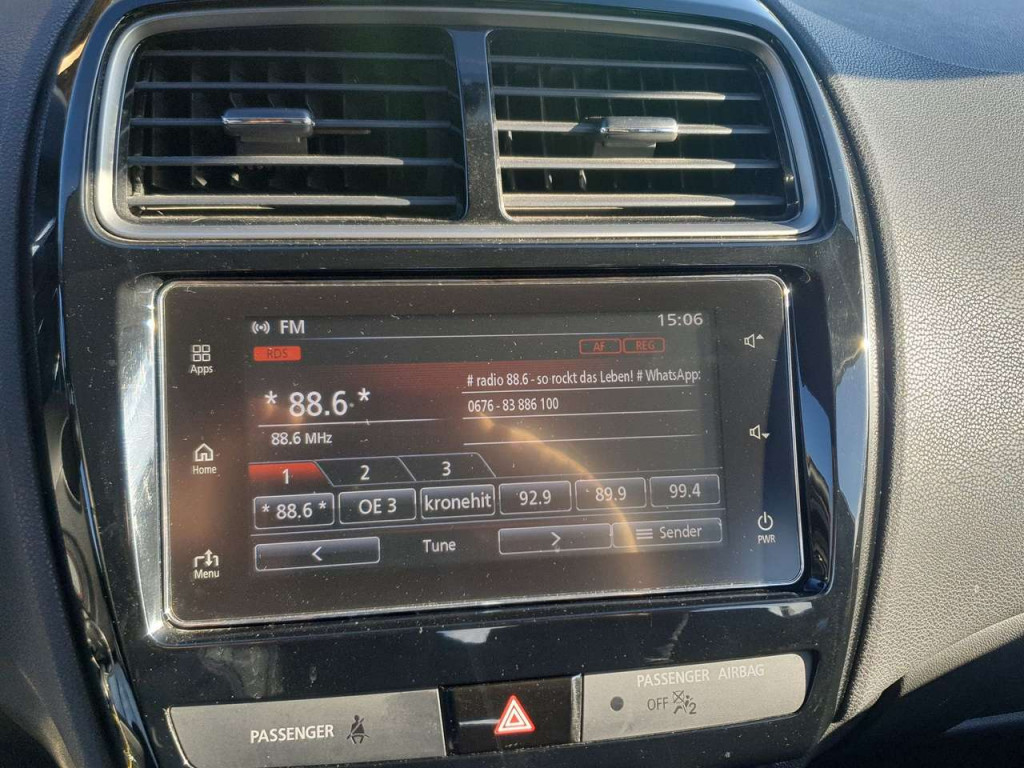 FM
15:06
RDS
AF REG
Apps
* 88.6 *
# radio 88.6 - so rockt das Leben! # WhatsApp:
0676 - 83 886 100
88.6 MHz
Home
1 2 3
* 88.6 * OE 3 kronehit 92.9 89.9 99.4
< Tune > Sender
PWR
Menu
PASSENGER AIRBAG
OFF 2
PASSENGER